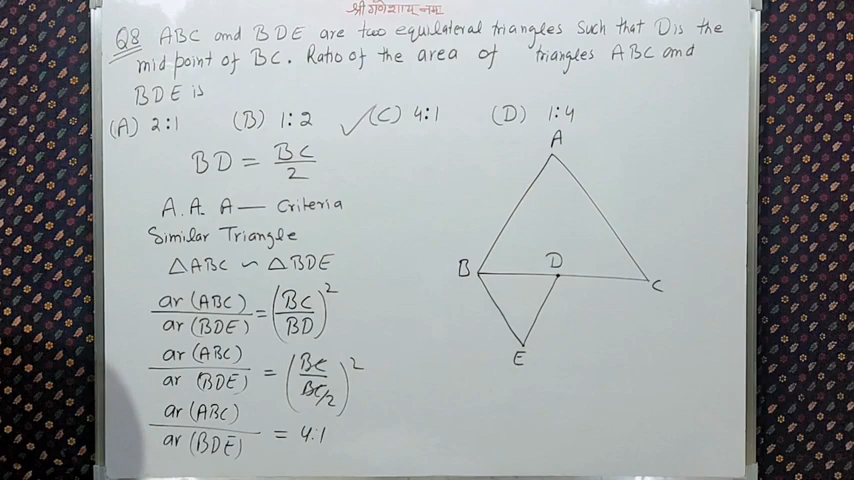 श्री गणेशाय नमः
Q8 ABC and BDE are two equilateral triangles such that D is the
mid point of BC. Ratio of the area of triangles ABC and
BDE is
(A) 2:1 (B) 1:2 ✓(C) 4:1 (D) 1:4
BD = BC/2
A.A.A— Criteria
Similar Triangle
△ABC ∽ △BDE
ar(ABC)/ar(BDE) = (BC/BD)²
ar(ABC)/ar(BDE) = (BC/BC/2)²
ar(ABC)/ar(BDE) = 4:1
A
B D C
E